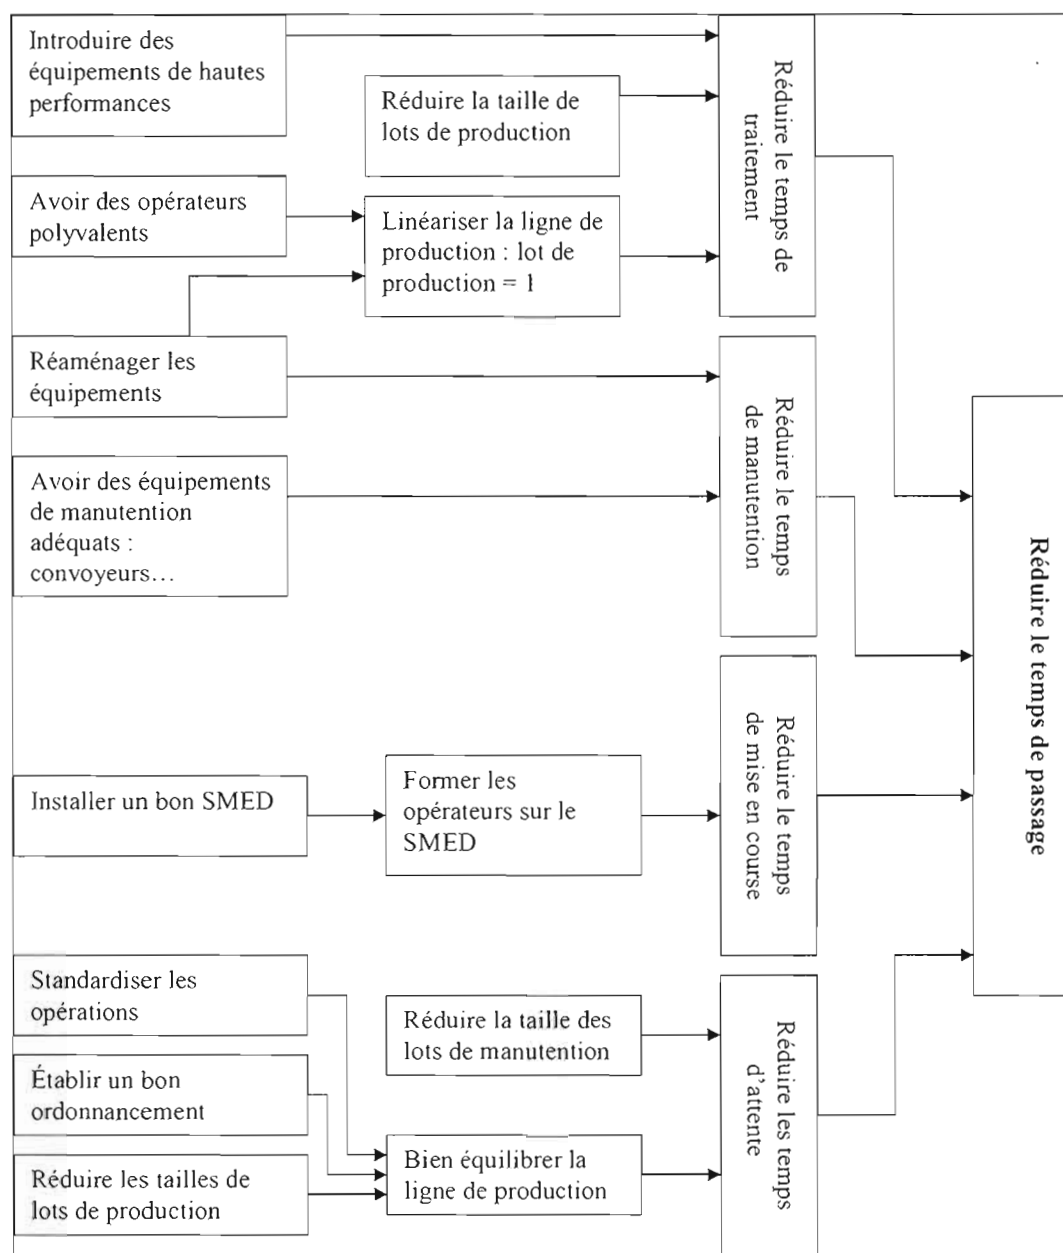 Introduire des
équipements de hautes
performances
Réduire la taille de
lots de production
Avoir des opérateurs
polyvalents
Linéariser la ligne de
production : lot de
production = 1
Réduire le temps de
traitement
Réaménager les
équipements
Avoir des équipements
de manutention
adéquats :
convoyeurs…
Réduire le temps
de manutention
Installer un bon SMED
Former les
opérateurs sur le
SMED
Réduire le temps
de mise en course
Standardiser les
opérations
Réduire la taille des
lots de manutention
Établir un bon
ordonnancement
Réduire les tailles de
lots de production
Bien équilibrer la
ligne de production
Réduire les temps
d'attente
Réduire le temps de passage